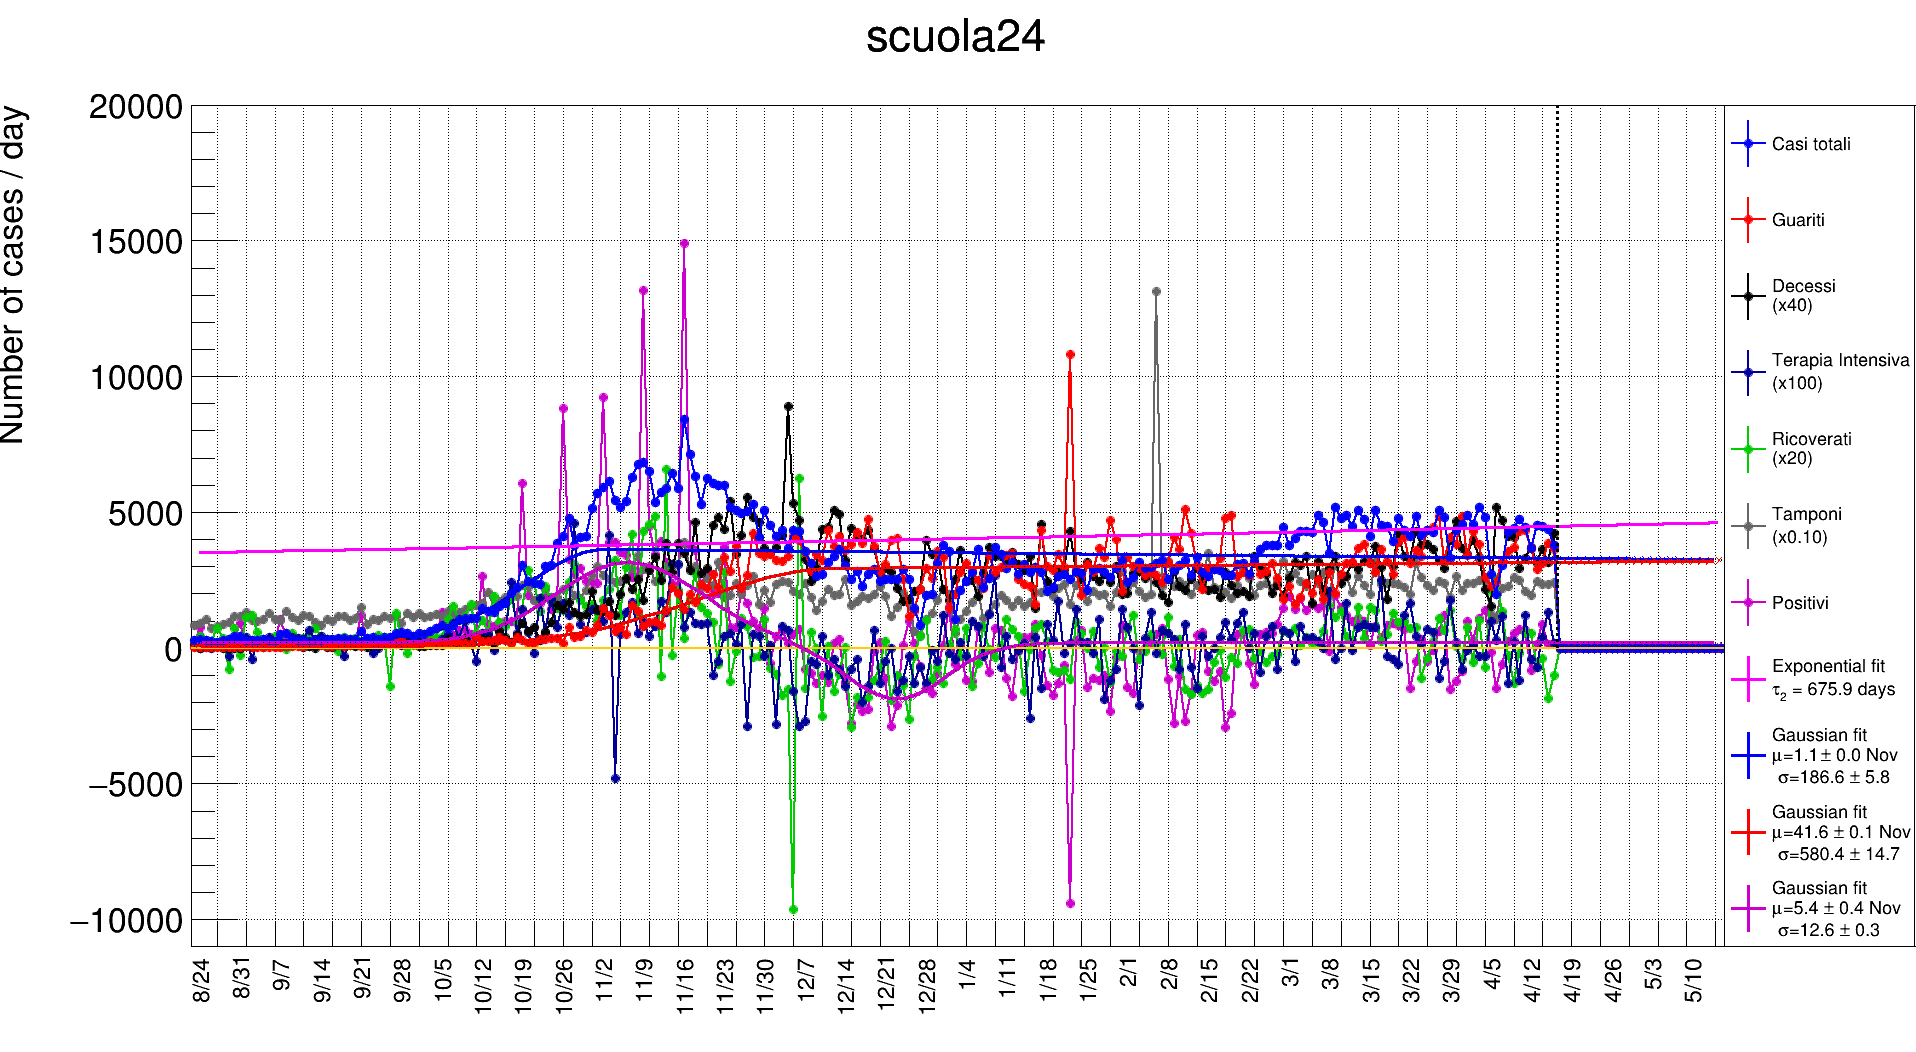 scuola24
Number of cases / day
20000
15000
10000
5000
0
−5000
−10000
8/24
8/31
9/7
9/14
9/21
9/28
10/5
10/12
10/19
10/26
11/2
11/9
11/16
11/23
11/30
12/7
12/14
12/21
12/28
1/4
1/11
1/18
1/25
2/1
2/8
2/15
2/22
3/1
3/8
3/15
3/22
3/29
4/5
4/12
4/19
4/26
5/3
5/10
Casi totali
Guariti
Decessi
(x40)
Terapia Intensiva
(x100)
Ricoverati
(x20)
Tamponi
(x0.10)
Positivi
Exponential fit
τ₂ = 675.9 days
Gaussian fit
μ=1.1 ± 0.0 Nov
σ=186.6 ± 5.8
Gaussian fit
μ=41.6 ± 0.1 Nov
σ=580.4 ± 14.7
Gaussian fit
μ=5.4 ± 0.4 Nov
σ=12.6 ± 0.3